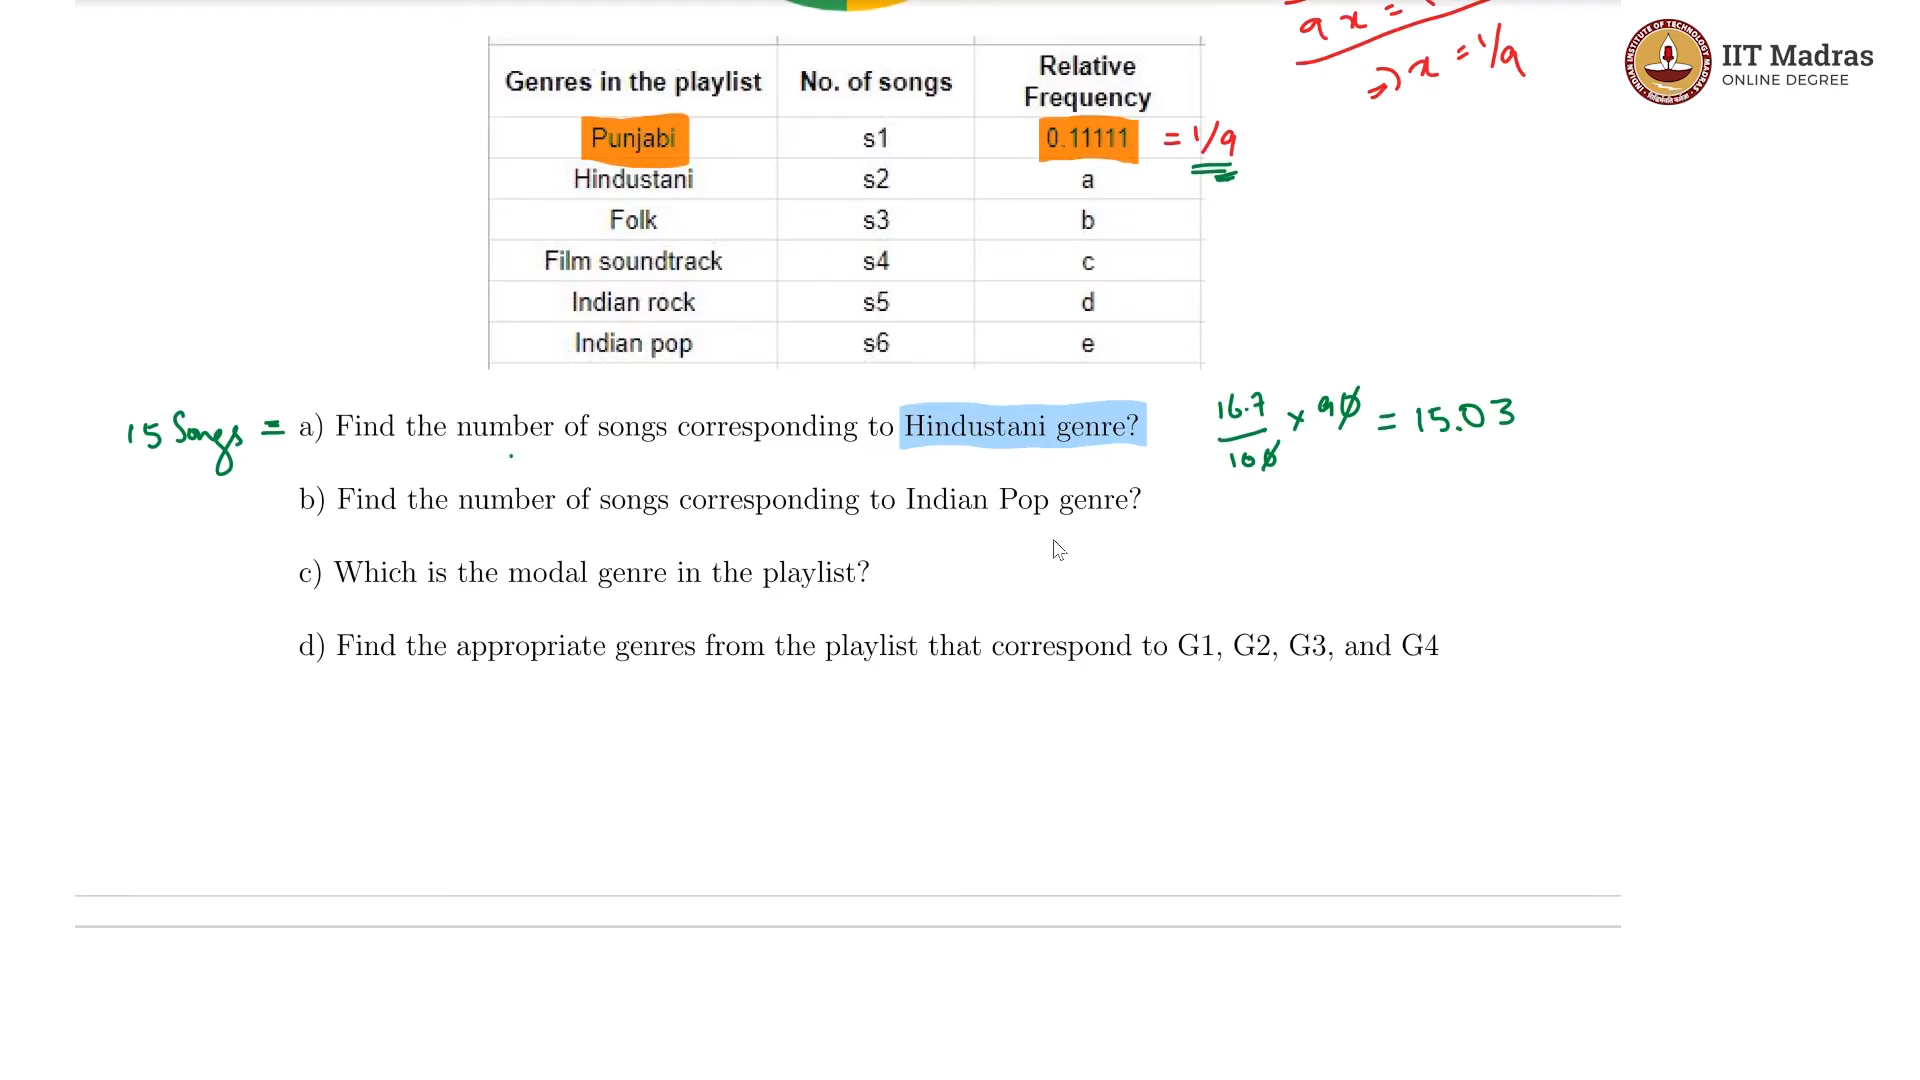 9x =
⇒ x = 1/9
IIT Madras
ONLINE DEGREE
Genres in the playlist No. of songs Relative Frequency
Punjabi s1 0.11111 = 1/9
Hindustani s2 a
Folk s3 b
Film soundtrack s4 c
Indian rock s5 d
Indian pop s6 e
15 Songs = a) Find the number of songs corresponding to Hindustani genre? 16.7/100 × 90 = 15.03
b) Find the number of songs corresponding to Indian Pop genre?
c) Which is the modal genre in the playlist?
d) Find the appropriate genres from the playlist that correspond to G1, G2, G3, and G4